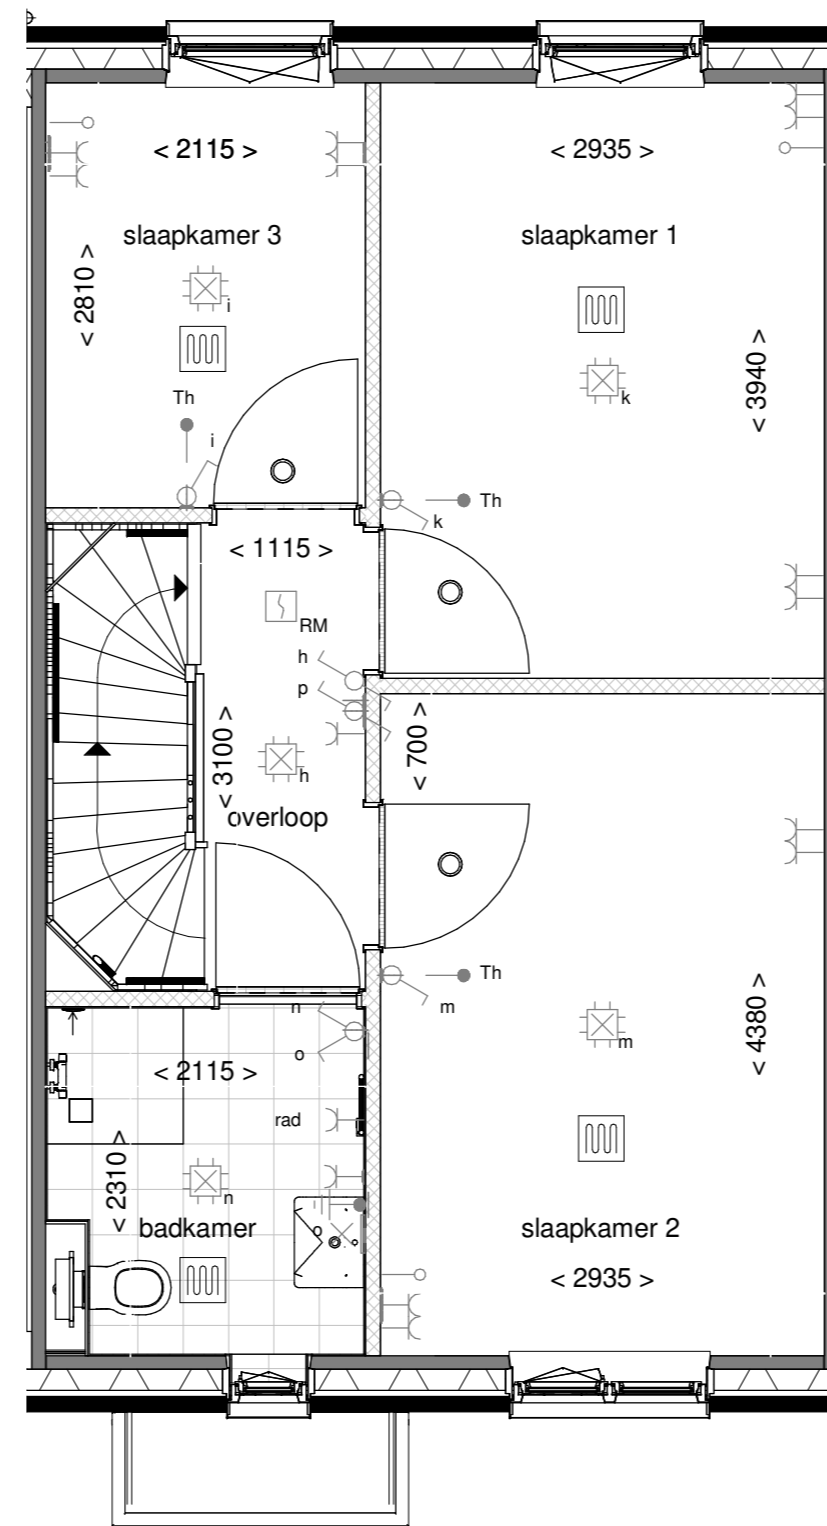 < 2115 >
< 2935 >
slaapkamer 3
slaapkamer 1
< 2810 >
i
< 3940 >
k
Th
i
Th
k
< 1115 >
RM
h
p
< 3100 >
< 700 >
h
overloop
Th
m
n
o
< 4380 >
m
< 2115 >
rad
< 2310 >
n
badkamer
o
slaapkamer 2
< 2935 >